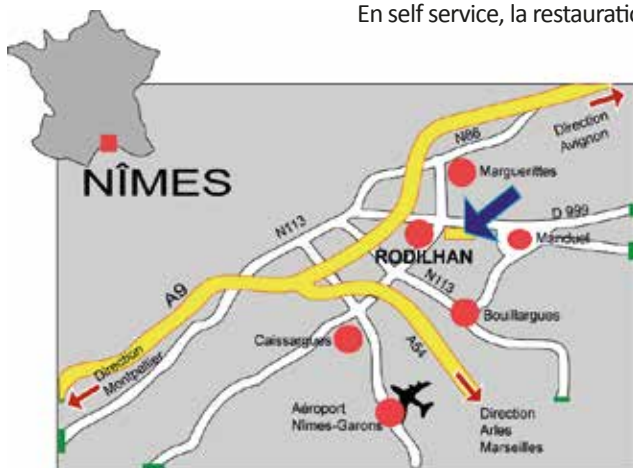 En self service, la restauratio
NÎMES
N86
Direction
Avignon
Marguerittes
N113
D 999
RODILHAN
Manduel
A9
N113
Bouillargues
Caissargues
A54
Direction
Montpellier
Aéroport
Nîmes-Garons
Direction
Arles
Marseilles